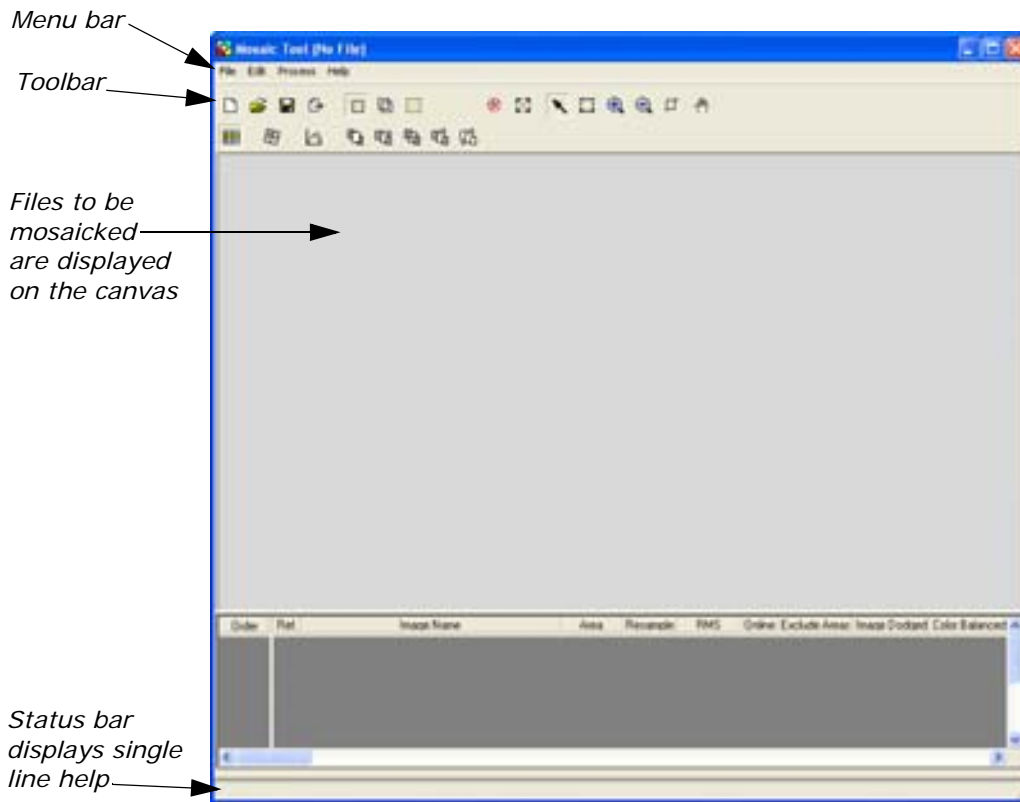 Menu bar
Mosaic Tool (No File)
File Edit Process Help
Toolbar
Files to be
mosaicked
are displayed
on the canvas
Order Ref. Image Name Area Resample RMS Online Exclude Areas Image Dodged Color Balanced
Status bar
displays single
line help